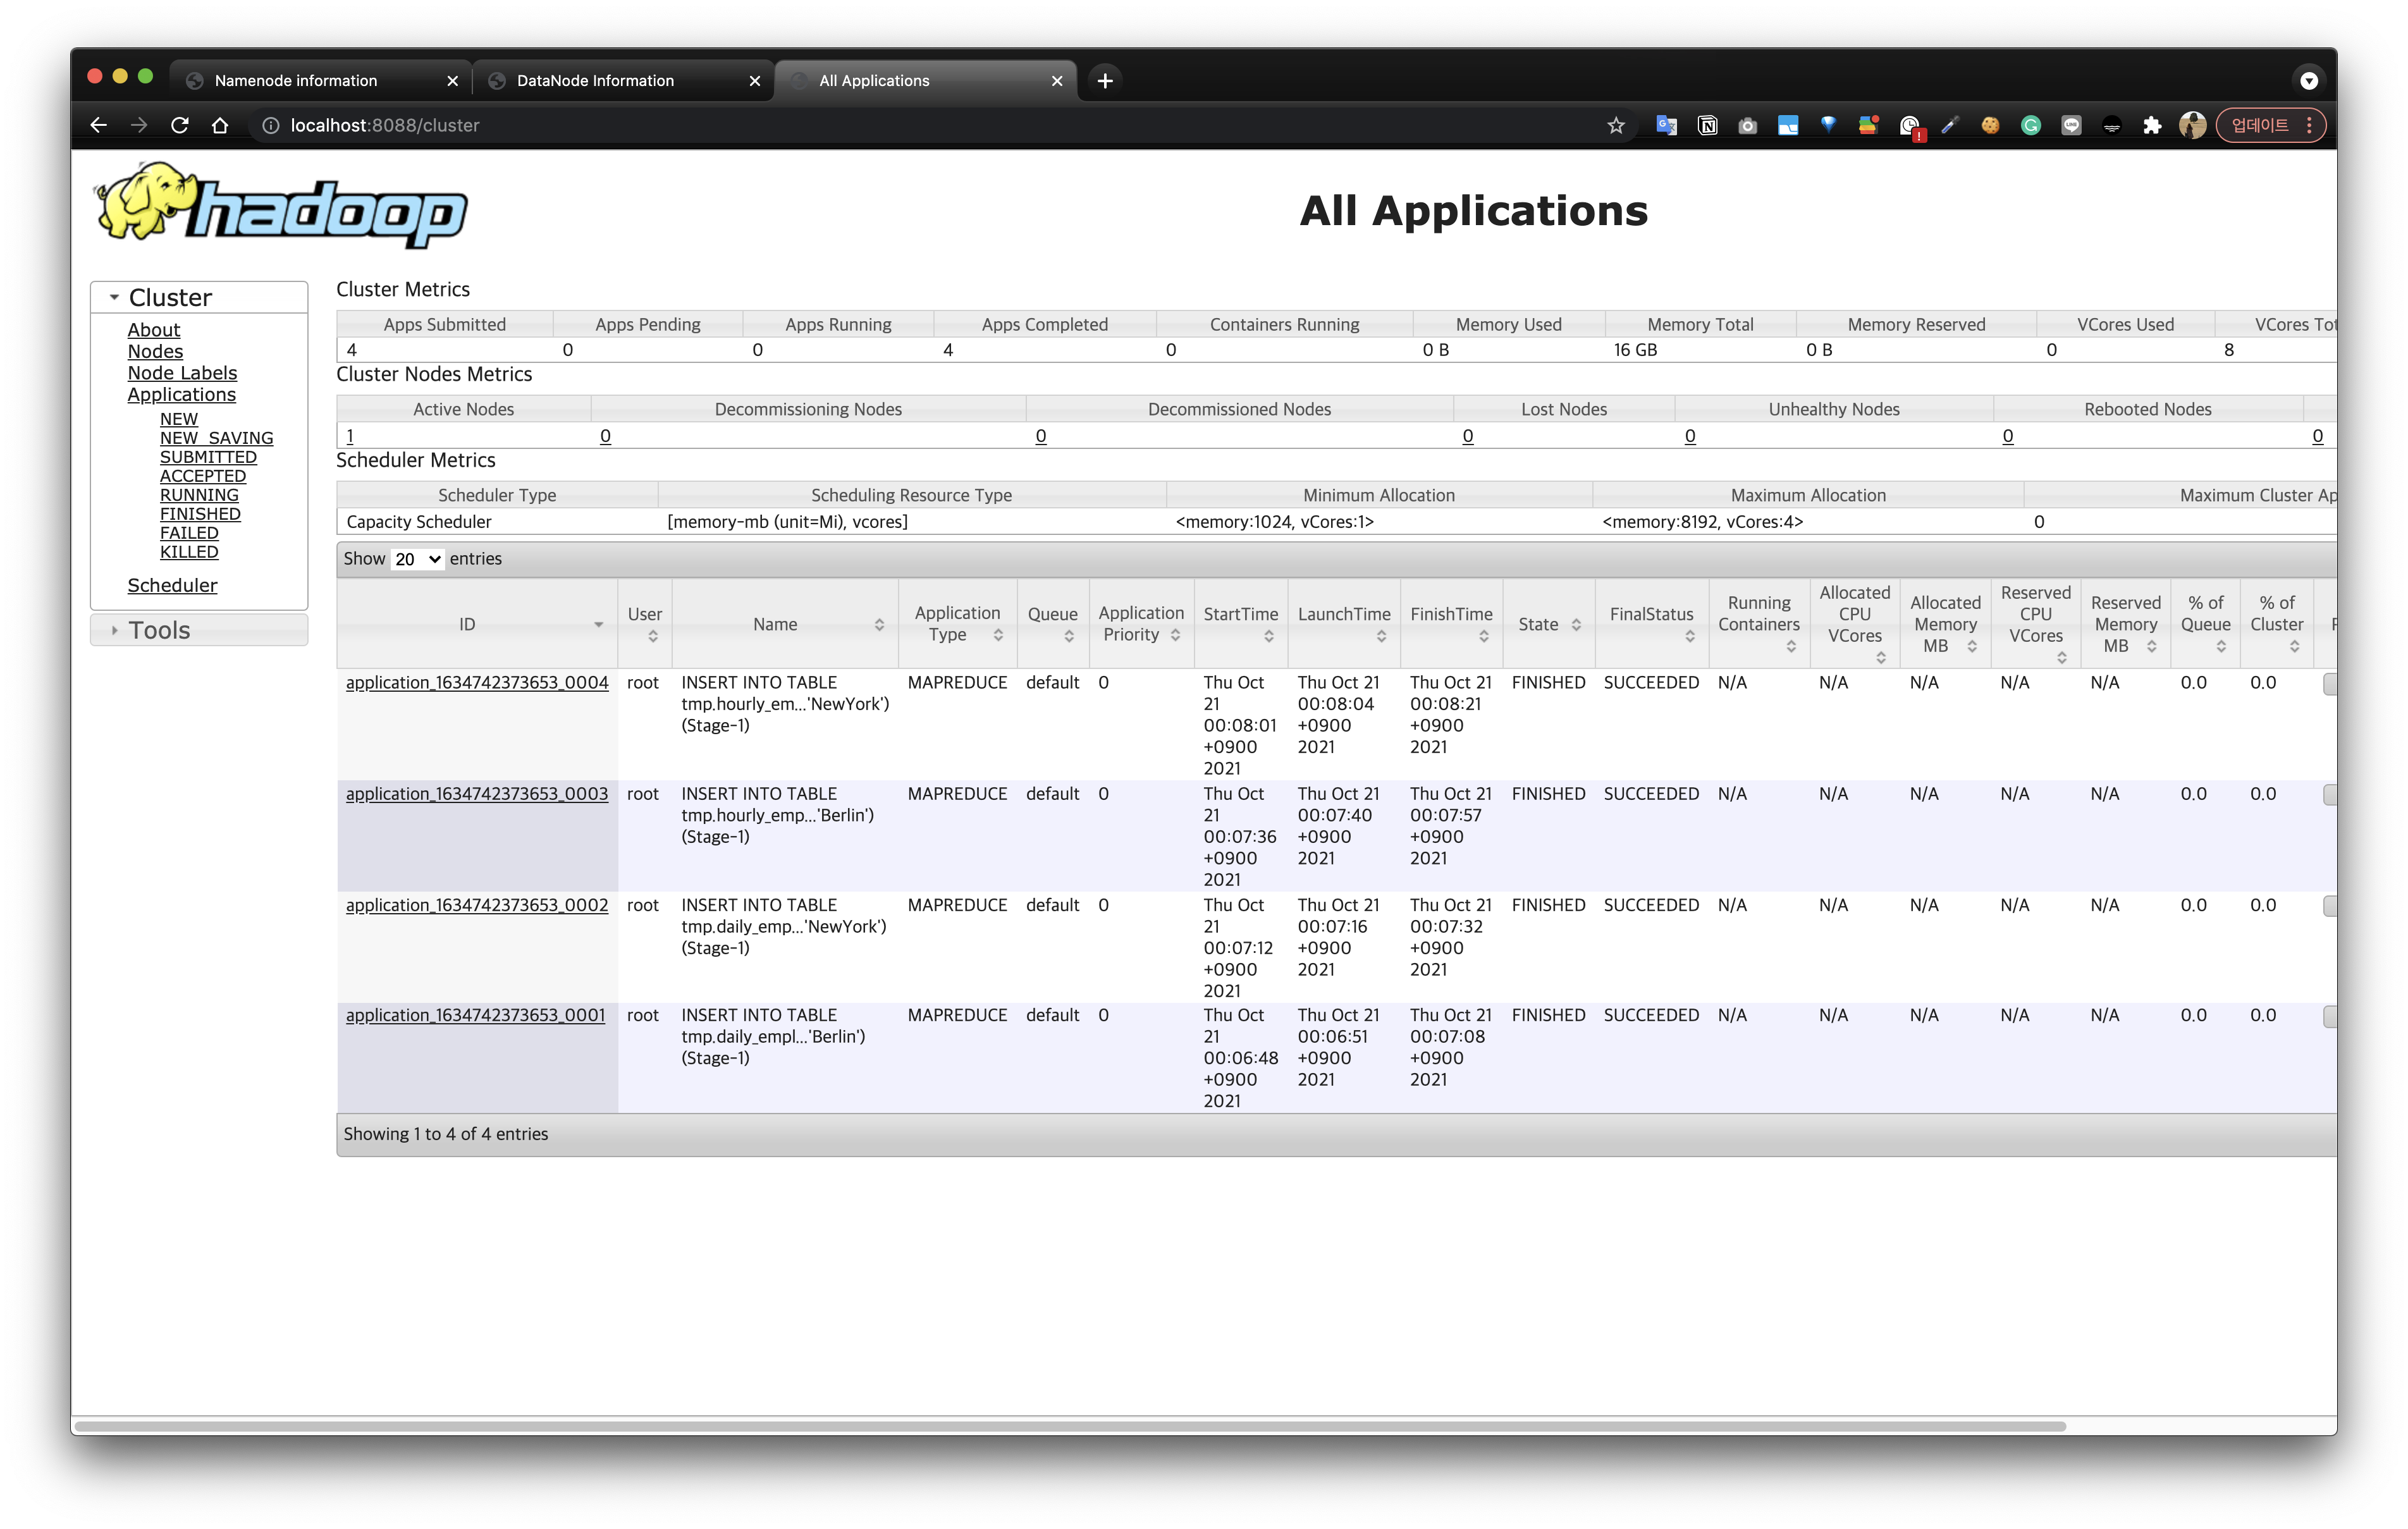 Namenode information
DataNode Information
All Applications
localhost:8088/cluster
업데이트
hadoop
All Applications
Cluster
About
Nodes
Node Labels
Applications
NEW
NEW_SAVING
SUBMITTED
ACCEPTED
RUNNING
FINISHED
FAILED
KILLED
Scheduler
Tools
Cluster Metrics
Apps Submitted Apps Pending Apps Running Apps Completed Containers Running Memory Used Memory Total Memory Reserved VCores Used VCores Tot
4 0 0 4 0 0 B 16 GB 0 B 0 8
Cluster Nodes Metrics
Active Nodes Decommissioning Nodes Decommissioned Nodes Lost Nodes Unhealthy Nodes Rebooted Nodes
1 0 0 0 0 0 0
Scheduler Metrics
Scheduler Type Scheduling Resource Type Minimum Allocation Maximum Allocation Maximum Cluster Ap
Capacity Scheduler [memory-mb (unit=Mi), vcores] <memory:1024, vCores:1> <memory:8192, vCores:4> 0
Show 20 entries
ID User Name Application Type Queue Application Priority StartTime LaunchTime FinishTime State FinalStatus Running Containers Allocated CPU VCores Allocated Memory MB Reserved CPU VCores Reserved Memory MB % of Queue % of Cluster
application_1634742373653_0004 root INSERT INTO TABLE tmp.hourly_em...'NewYork')(Stage-1) MAPREDUCE default 0 Thu Oct 21 00:08:01 +0900 2021 Thu Oct 21 00:08:04 +0900 2021 Thu Oct 21 00:08:21 +0900 2021 FINISHED SUCCEEDED N/A N/A N/A N/A N/A 0.0 0.0
application_1634742373653_0003 root INSERT INTO TABLE tmp.hourly_emp...'Berlin')(Stage-1) MAPREDUCE default 0 Thu Oct 21 00:07:36 +0900 2021 Thu Oct 21 00:07:40 +0900 2021 Thu Oct 21 00:07:57 +0900 2021 FINISHED SUCCEEDED N/A N/A N/A N/A N/A 0.0 0.0
application_1634742373653_0002 root INSERT INTO TABLE tmp.daily_emp...'NewYork')(Stage-1) MAPREDUCE default 0 Thu Oct 21 00:07:12 +0900 2021 Thu Oct 21 00:07:16 +0900 2021 Thu Oct 21 00:07:32 +0900 2021 FINISHED SUCCEEDED N/A N/A N/A N/A N/A 0.0 0.0
application_1634742373653_0001 root INSERT INTO TABLE tmp.daily_empl...'Berlin')(Stage-1) MAPREDUCE default 0 Thu Oct 21 00:06:48 +0900 2021 Thu Oct 21 00:06:51 +0900 2021 Thu Oct 21 00:07:08 +0900 2021 FINISHED SUCCEEDED N/A N/A N/A N/A N/A 0.0 0.0
Showing 1 to 4 of 4 entries